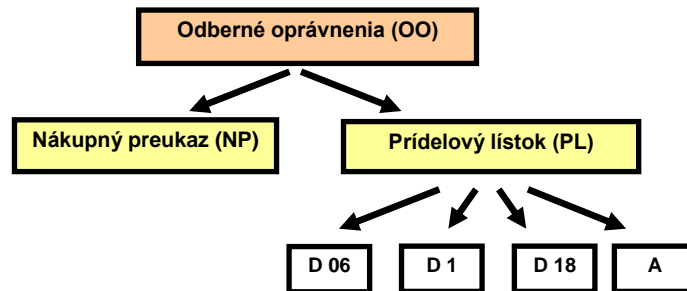 Odberné oprávnenia (OO)
Nákupný preukaz (NP)
Prídelový lístok (PL)
D 06
D 1
D 18
A